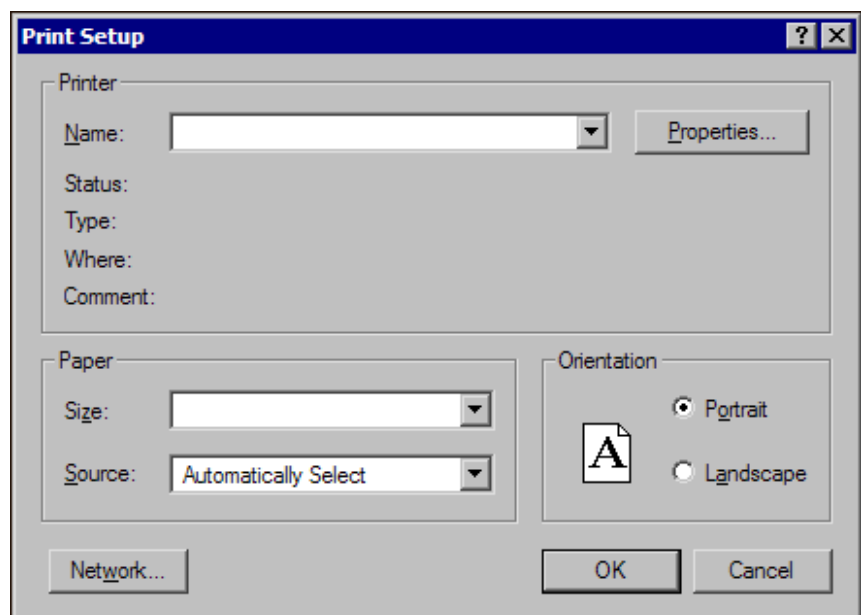 Print Setup
Printer
Name:
Properties...
Status:
Type:
Where:
Comment:
Paper
Size:
Source: Automatically Select
Orientation
A
Portrait
Landscape
Network...
OK
Cancel